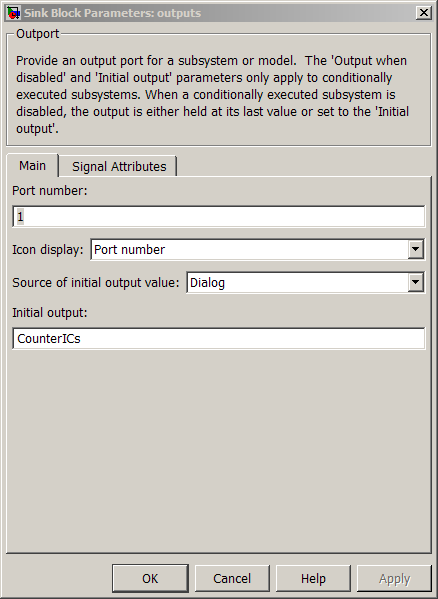 Sink Block Parameters: outputs
Outport
Provide an output port for a subsystem or model.  The 'Output when
disabled' and 'Initial output' parameters only apply to conditionally
executed subsystems. When a conditionally executed subsystem is
disabled, the output is either held at its last value or set to the 'Initial
output'.
Main
Signal Attributes
Port number:
1
Icon display: Port number
Source of initial output value: Dialog
Initial output:
CounterICs
OK
Cancel
Help
Apply